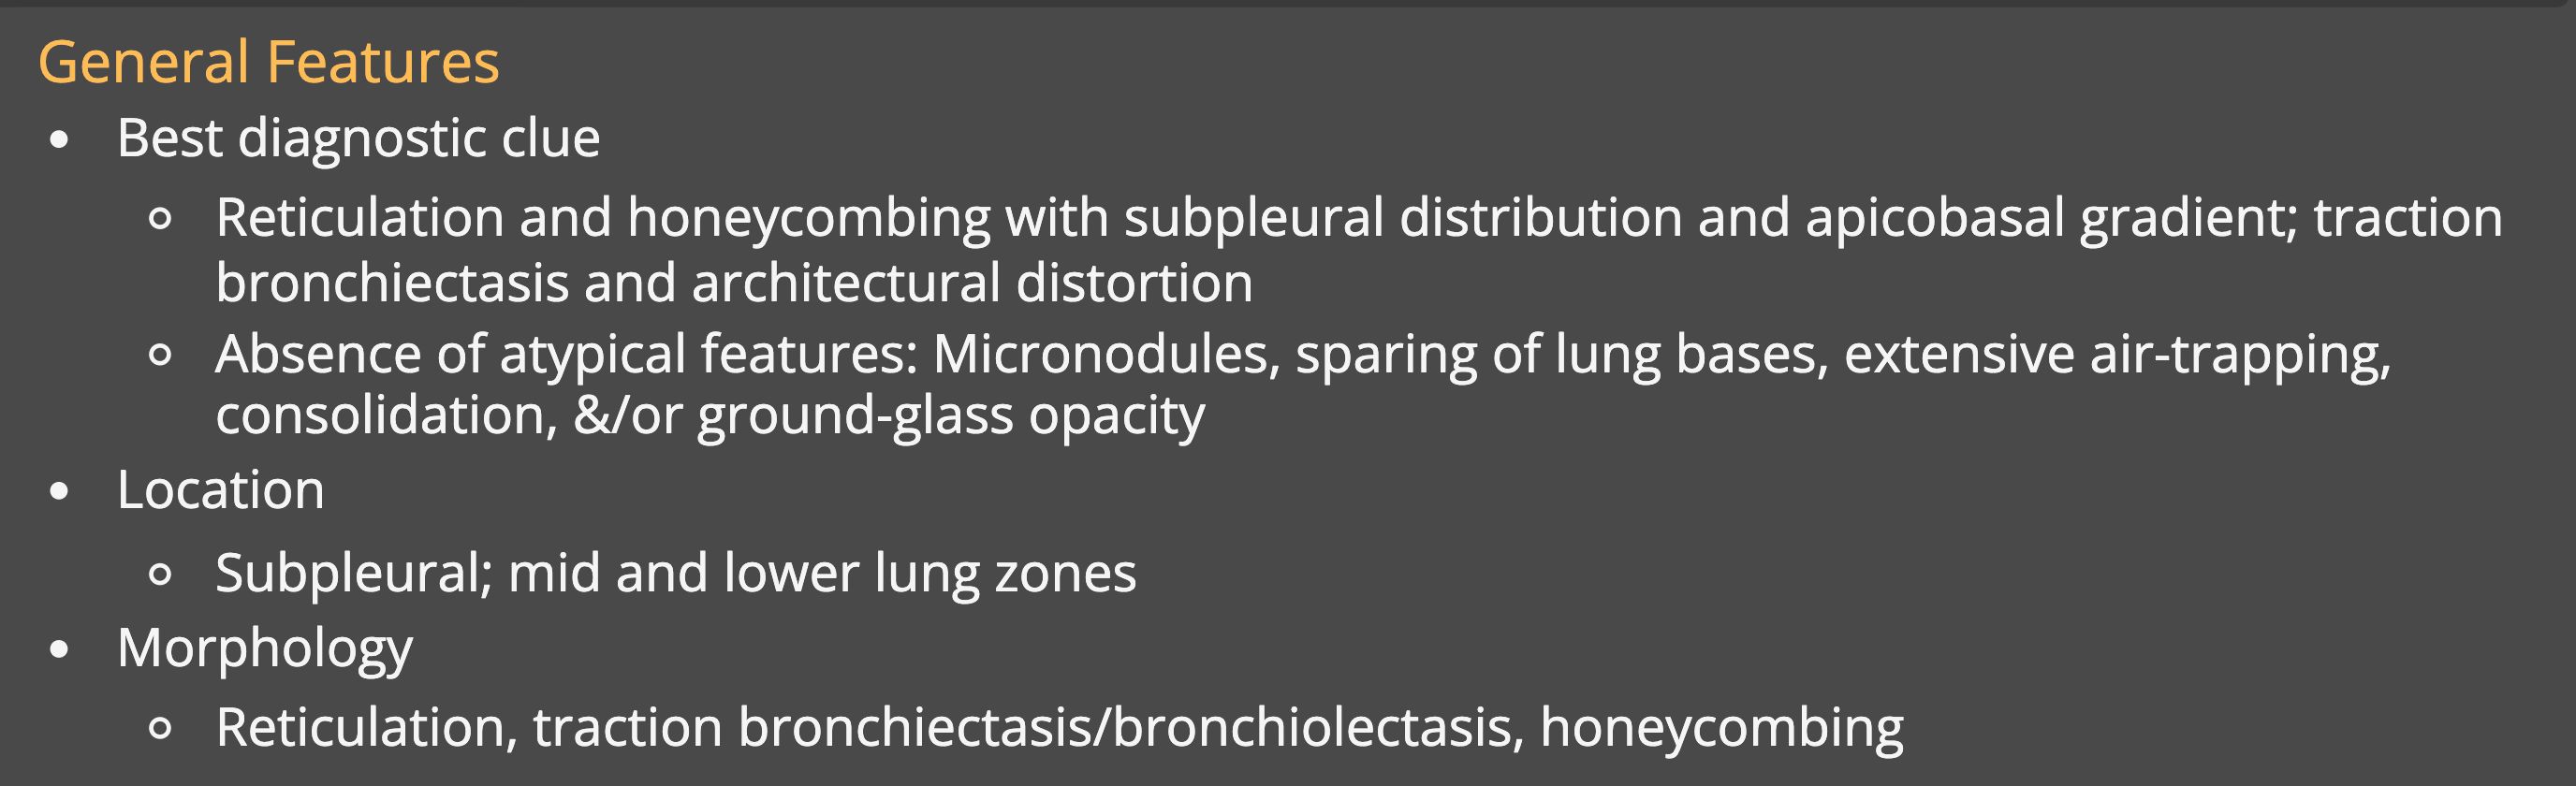 General Features
• Best diagnostic clue
○ Reticulation and honeycombing with subpleural distribution and apicobasal gradient; traction
bronchiectasis and architectural distortion
○ Absence of atypical features: Micronodules, sparing of lung bases, extensive air-trapping,
consolidation, &/or ground-glass opacity
• Location
○ Subpleural; mid and lower lung zones
• Morphology
○ Reticulation, traction bronchiectasis/bronchiolectasis, honeycombing